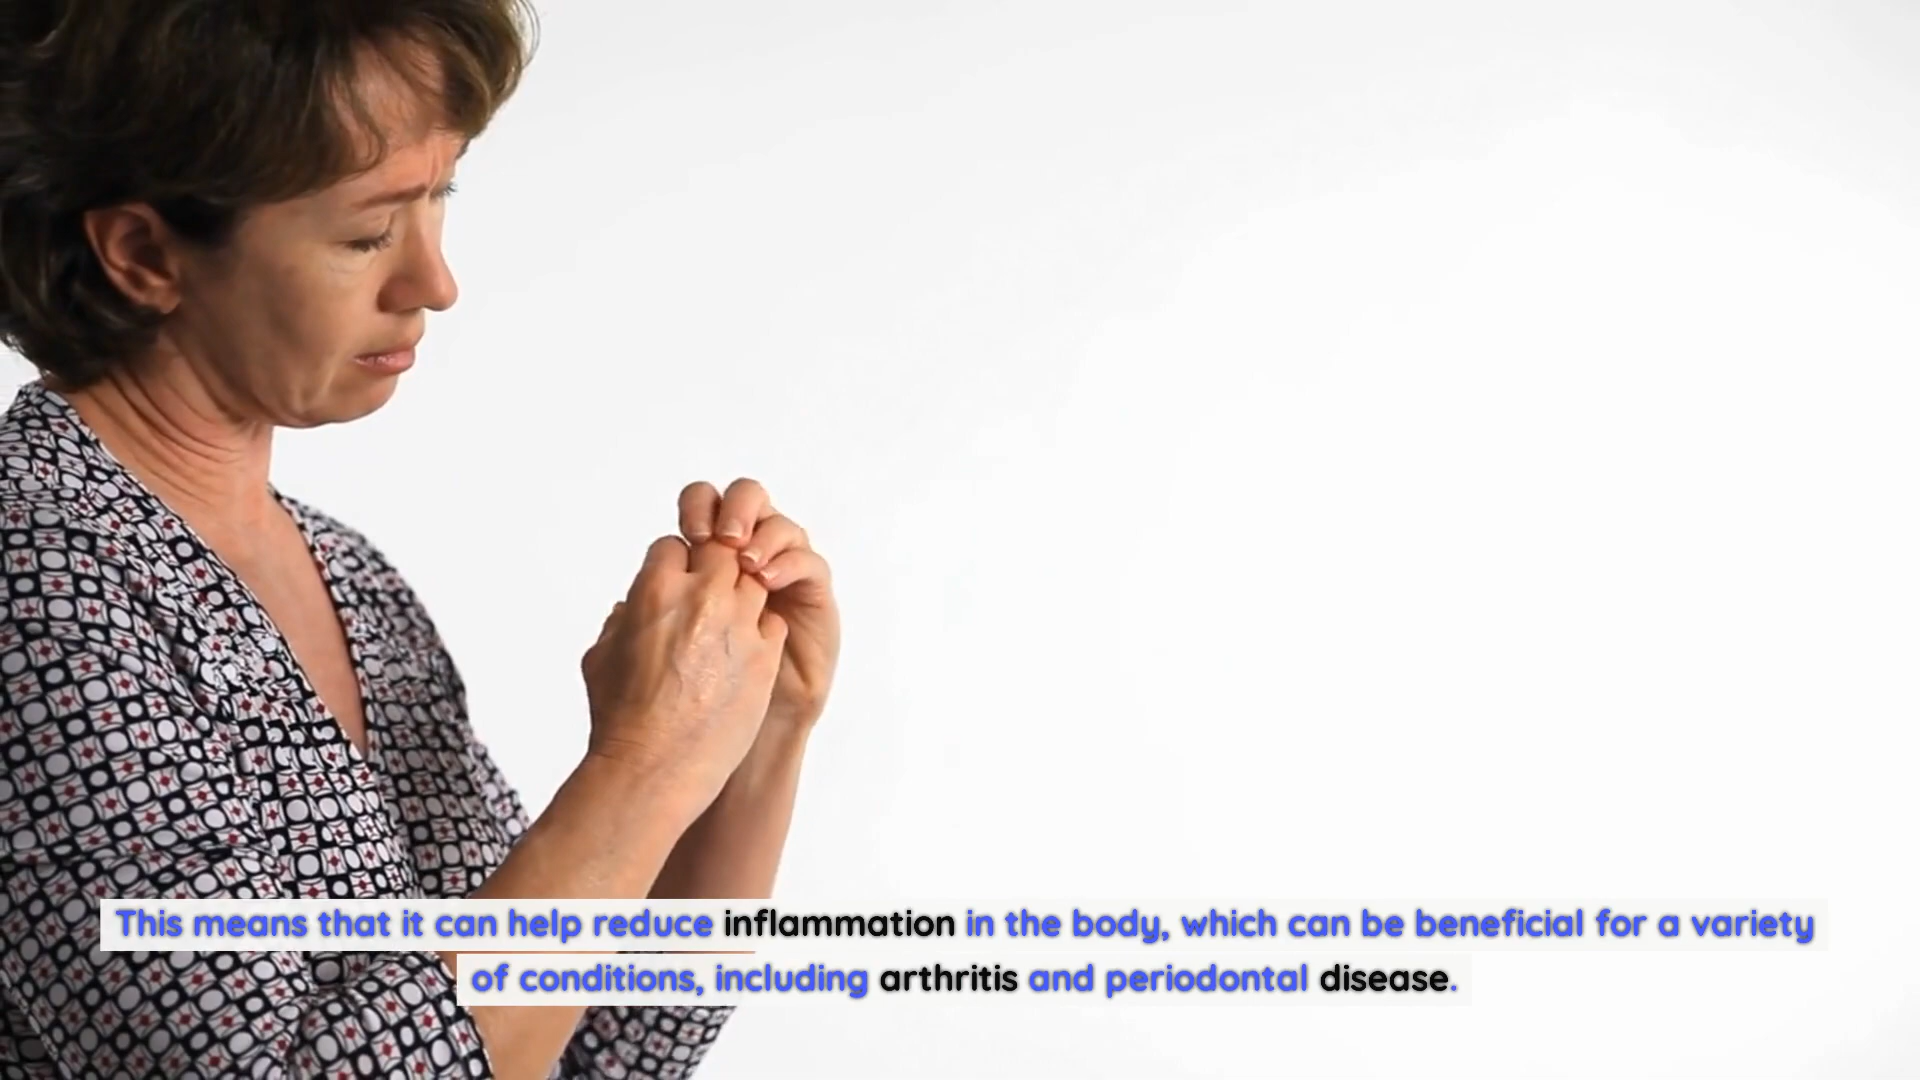 This means that it can help reduce inflammation in the body, which can be beneficial for a variety
of conditions, including arthritis and periodontal disease.